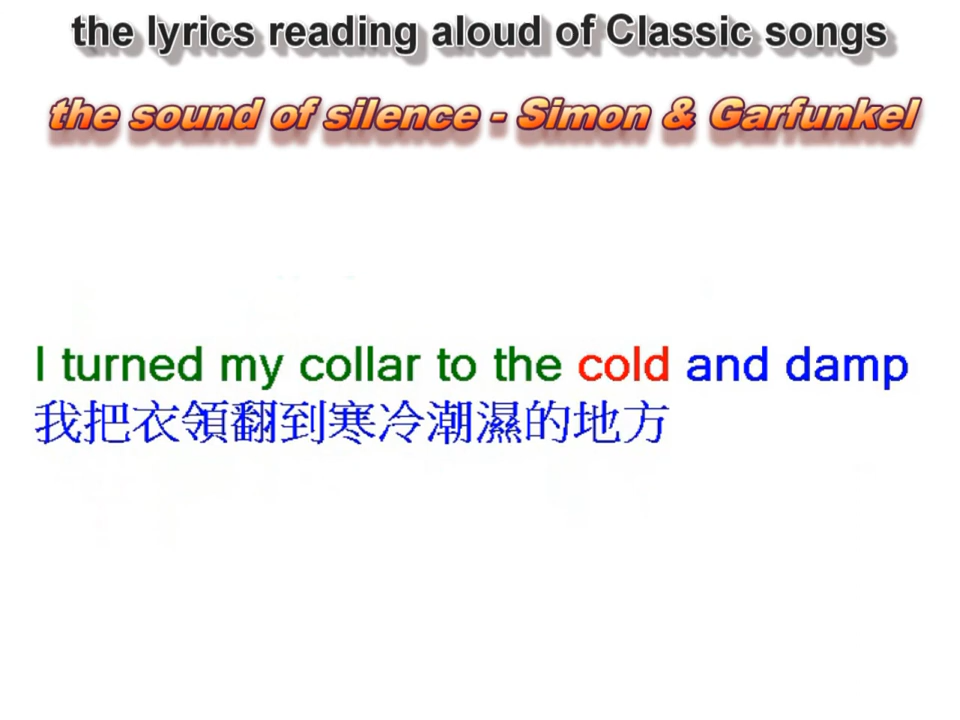 the lyrics reading aloud of Classic songs
the sound of silence - Simon & Garfunkel
I turned my collar to the cold and damp
我把衣領翻到寒冷潮濕的地方